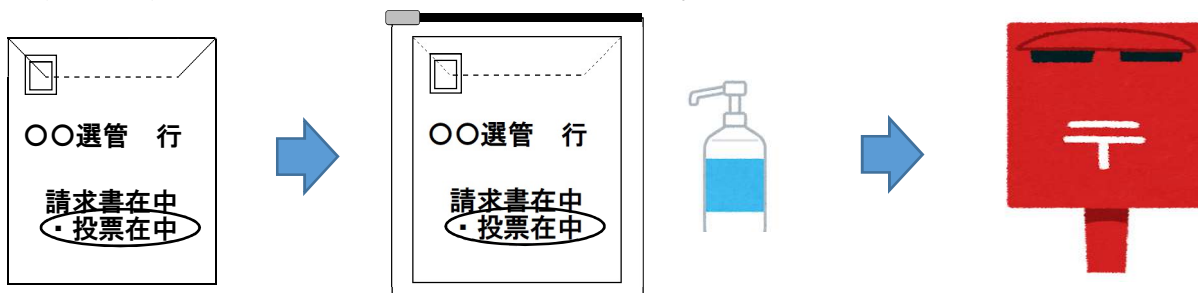 〇〇選管　行
請求書在中
・投票在中
〇〇選管　行
請求書在中
・投票在中
〒